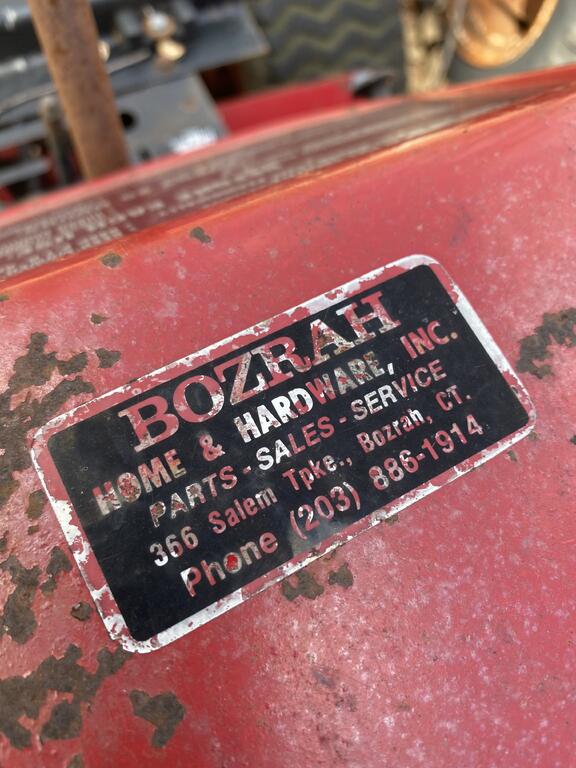 BOZRAH
HOME & HARDWARE, INC.
PARTS - SALES - SERVICE
366 Salem Tpke., Bozrah, CT.
Phone (203) 886-1914